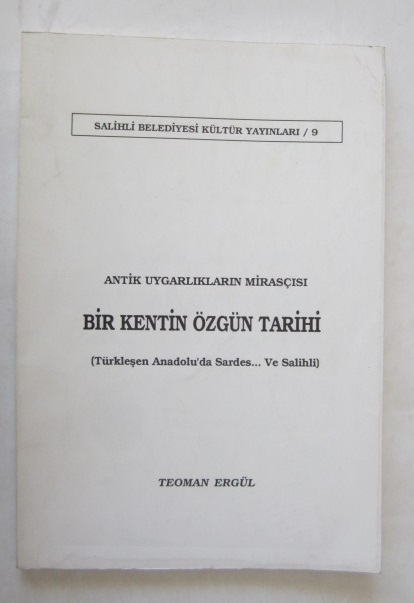 SALİHLİ BELEDİYESİ KÜLTÜR YAYINLARI / 9
ANTİK UYGARLIKLARIN MİRASÇISI
BİR KENTİN ÖZGÜN TARİHİ
(Türkleşen Anadolu'da Sardes... Ve Salihli)
TEOMAN ERGÜL